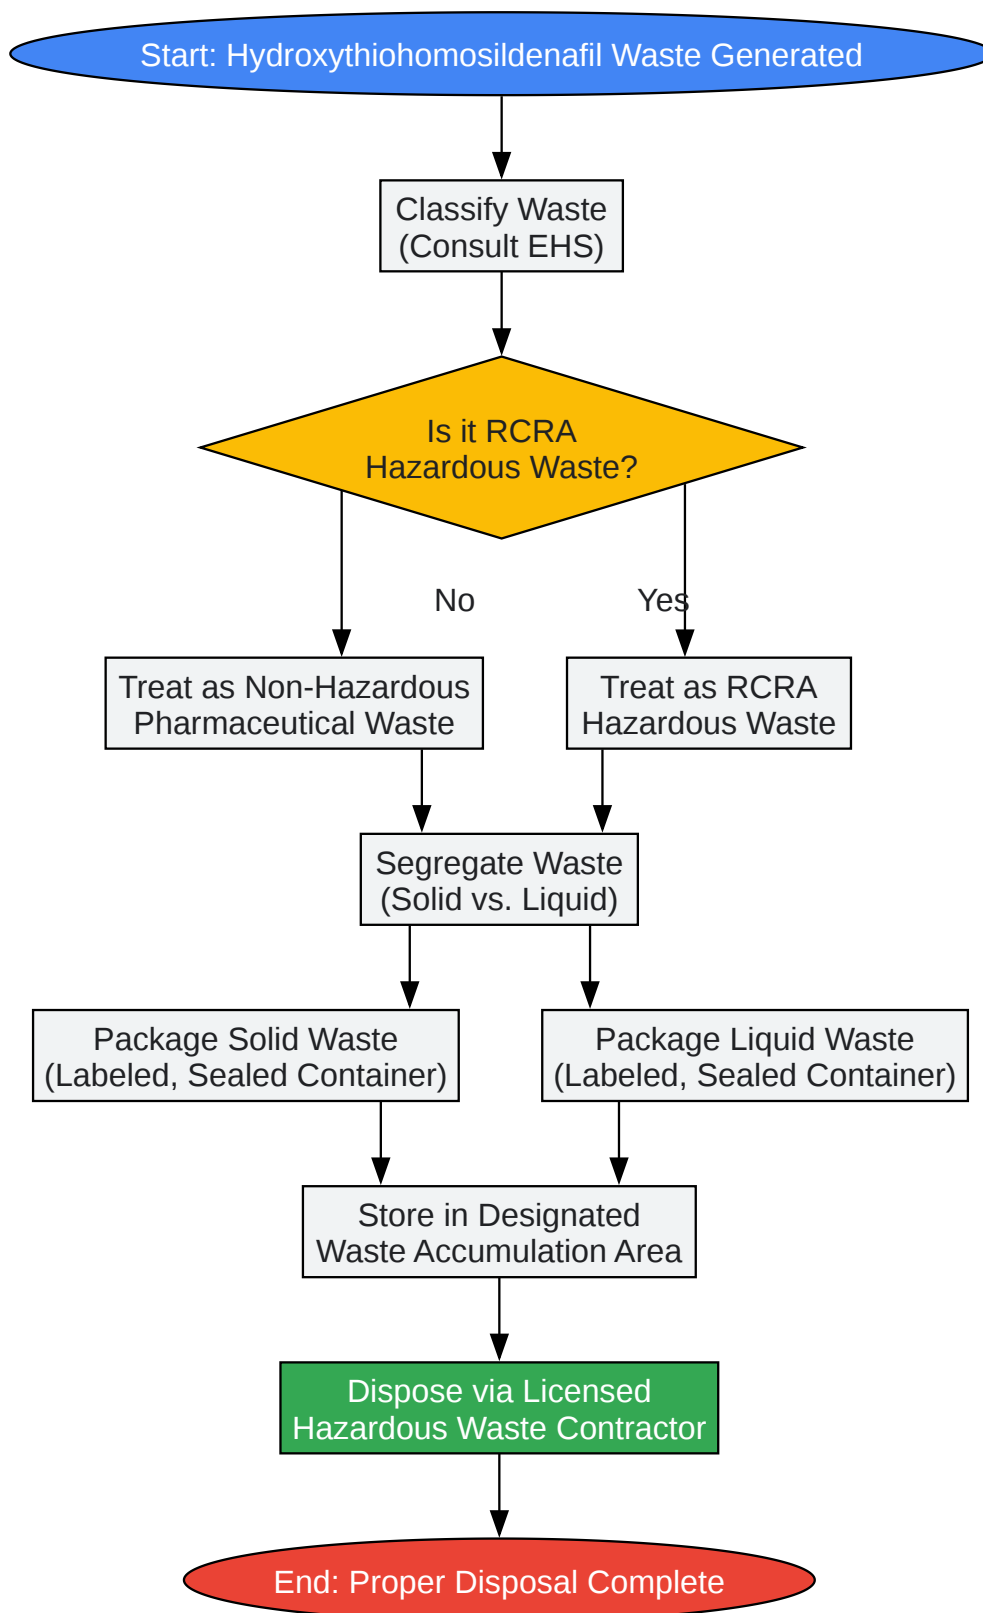 Start: Hydroxythiohomosildenafil Waste Generated
Classify Waste
(Consult EHS)
Is it RCRA
Hazardous Waste?
No
Yes
Treat as Non-Hazardous
Pharmaceutical Waste
Treat as RCRA
Hazardous Waste
Segregate Waste
(Solid vs. Liquid)
Package Solid Waste
(Labeled, Sealed Container)
Package Liquid Waste
(Labeled, Sealed Container)
Store in Designated
Waste Accumulation Area
Dispose via Licensed
Hazardous Waste Contractor
End: Proper Disposal Complete